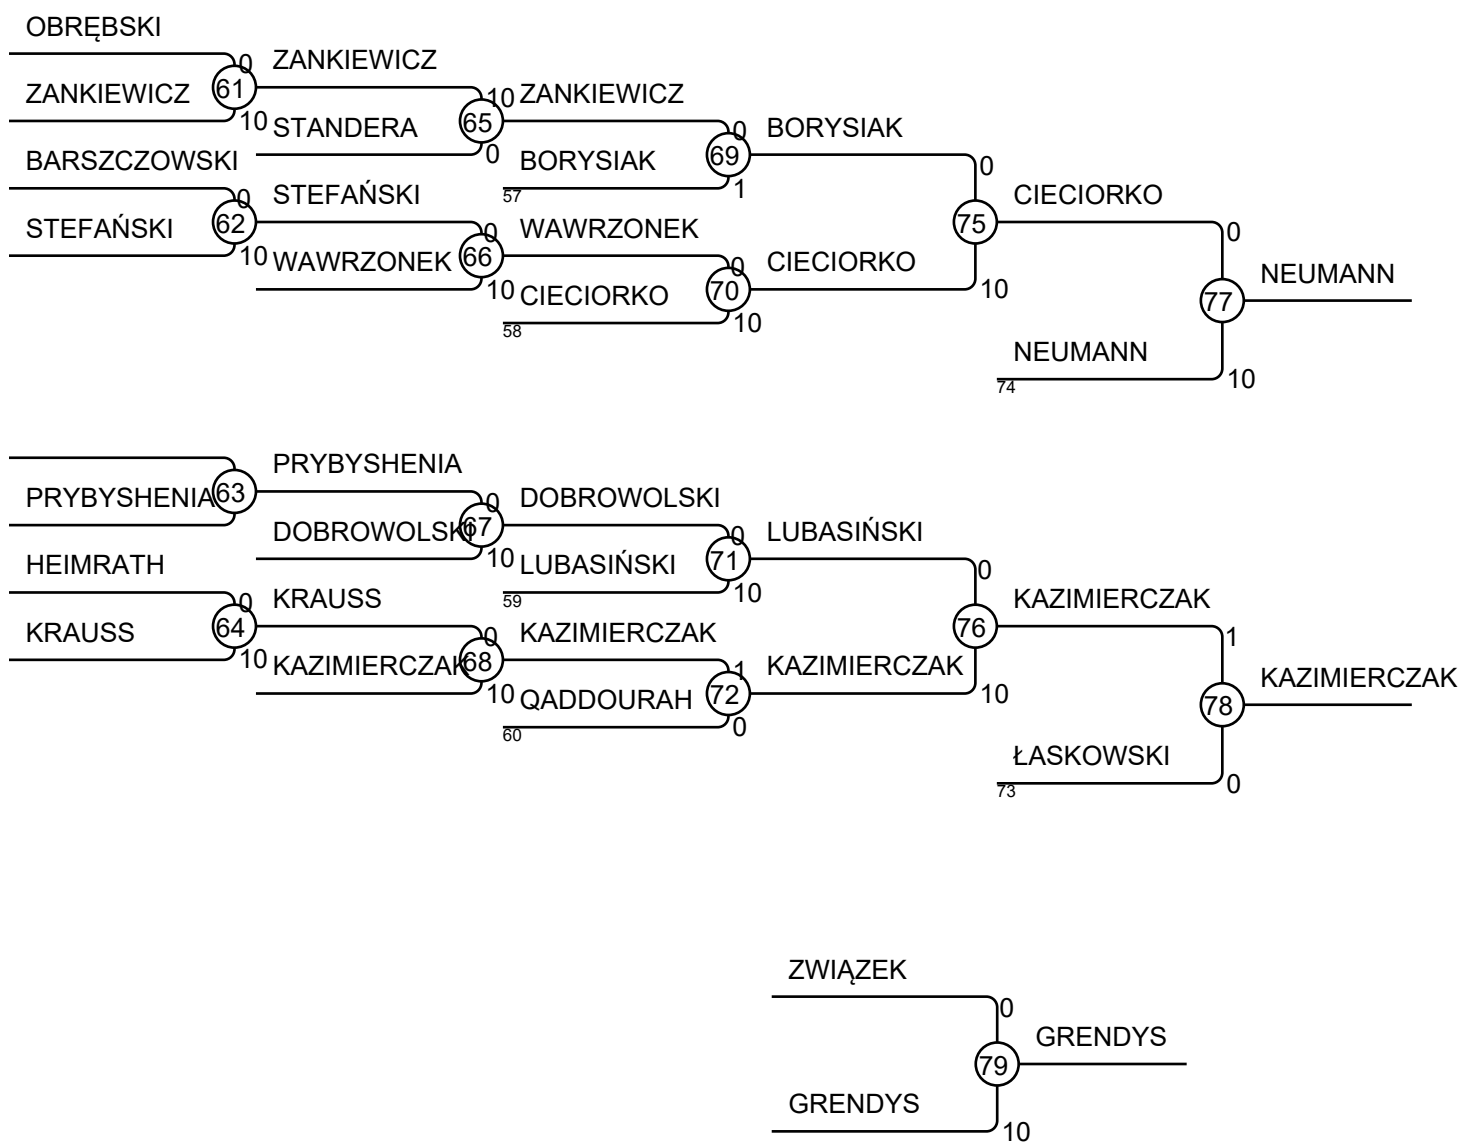 OBRĘBSKI
0
61
ZANKIEWICZ
10
ZANKIEWICZ
10
65
STANDERA
0
BARSZCZOWSKI
0
62
STEFAŃSKI
10
STEFAŃSKI
0
66
WAWRZONEK
10
ZANKIEWICZ
0
69
BORYSIAK
57
1
WAWRZONEK
0
70
CIECIORKO
58
10
BORYSIAK
0
75
CIECIORKO
10
CIECIORKO
0
77
NEUMANN
74
10
NEUMANN
63
PRYBYSHENIA
PRYBYSHENIA
0
67
DOBROWOLSKI
10
HEIMRATH
0
64
KRAUSS
10
KRAUSS
0
68
KAZIMIERCZAK
10
DOBROWOLSKI
0
71
LUBASIŃSKI
59
10
KAZIMIERCZAK
1
72
QADDOURAH
60
0
LUBASIŃSKI
0
76
KAZIMIERCZAK
10
KAZIMIERCZAK
1
78
ŁASKOWSKI
73
0
KAZIMIERCZAK
ZWIĄZEK
0
79
GRENDYS
10
GRENDYS